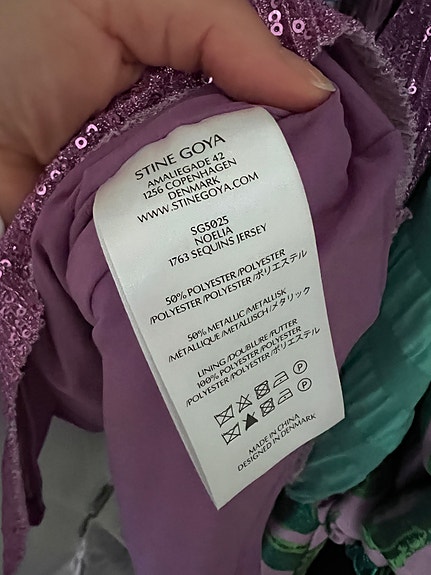 STINE GOYA
AMALIEGADE 42
1256 COPENHAGEN
DENMARK
WWW.STINEGOYA.COM
SG5025
NOELIA
1763 SEQUINS JERSEY
50% POLYESTER/POLYESTER
/POLYESTER/POLYESTER/ポリエステル
50% METALLIC/METALLISK
/METALLIQUE/METALLISCH/メタリック
LINING/DOUBLURE/FUTTER
100% POLYESTER/POLYESTER
/POLYESTER/POLYESTER/ポリエステル
MADE IN CHINA
DESIGNED IN DENMARK